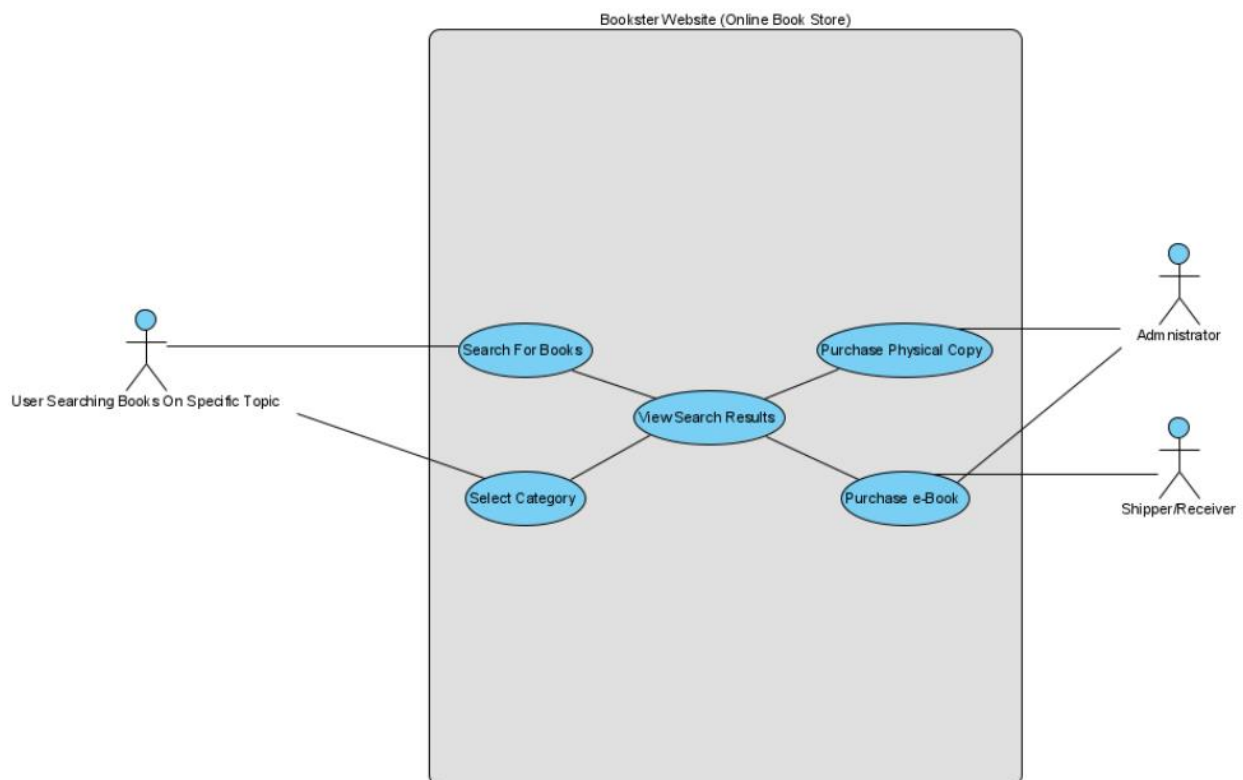 Bookster Website (Online Book Store)
Search For Books
Purchase Physical Copy
Admnistrator
User Searching Books On Specific Topic
View Search Results
Select Category
Purchase e-Book
Shipper/Receiver